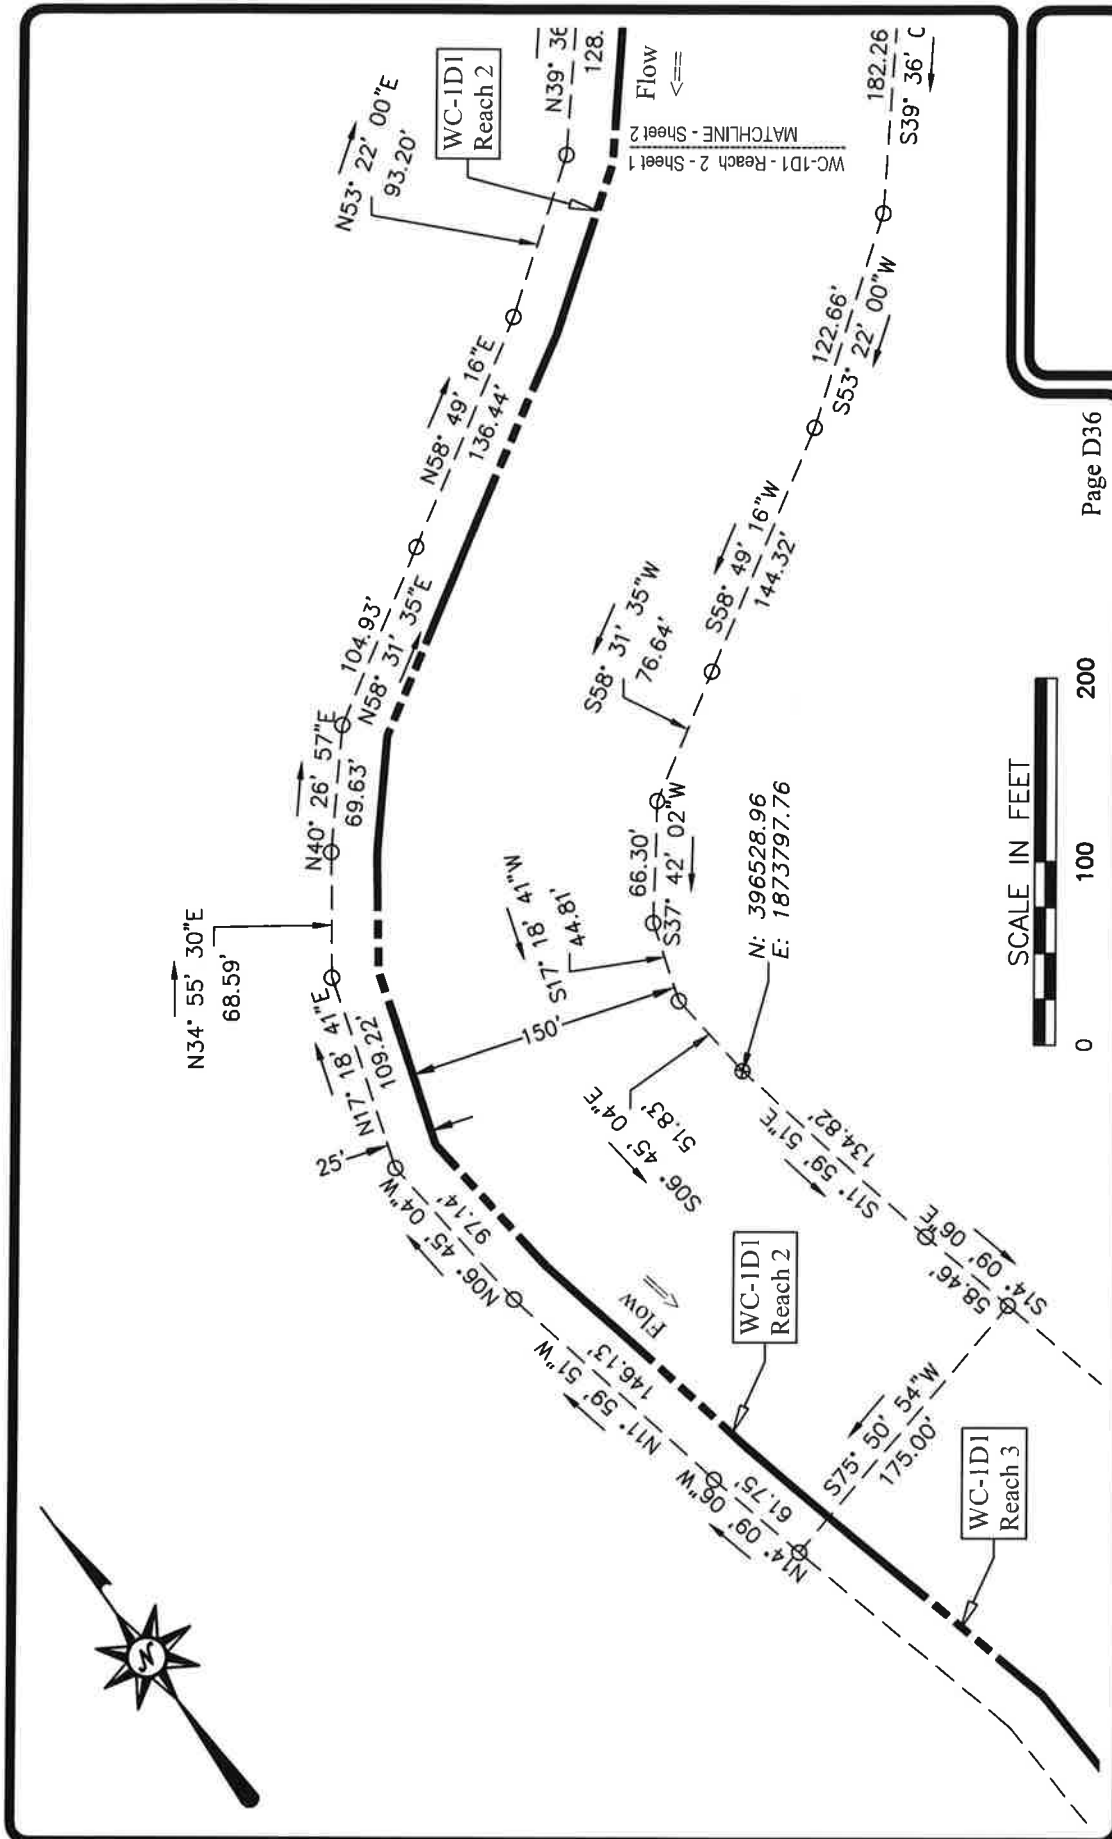 N39° 36
128.
WC-1D1
Reach 2
Flow
<==
MATCHLINE - Sheet 2
WC-1D1 - Reach 2 - Sheet 1
182.26
S39° 36' 0
N53° 22' 00"E
93.20'
N58° 49' 16"E
136.44'
104.93'
N58° 31' 35"E
N40° 26' 57"E
69.63'
N34° 55' 30"E
68.59'
N17° 18' 41"E
109.22'
25'
150'
N06° 45' 04"W
97.14'
N11° 59' 51"W
146.13'
N14° 09' 06"W
61.75'
Flow
==>
122.66'
S53° 22' 00"W
S58° 49' 16"W
144.32'
S58° 31' 35"W
76.64'
66.30'
S37° 42' 02"W
S17° 18' 41"W
44.81'
N: 396528.96
E: 1873797.76
S06° 45' 04"E
51.83'
S11° 59' 51"E
134.82'
S14° 09' 06"E
58.46'
S75° 50' 54"W
175.00'
WC-1D1
Reach 2
WC-1D1
Reach 3
N
SCALE IN FEET
0 100 200
Page D36